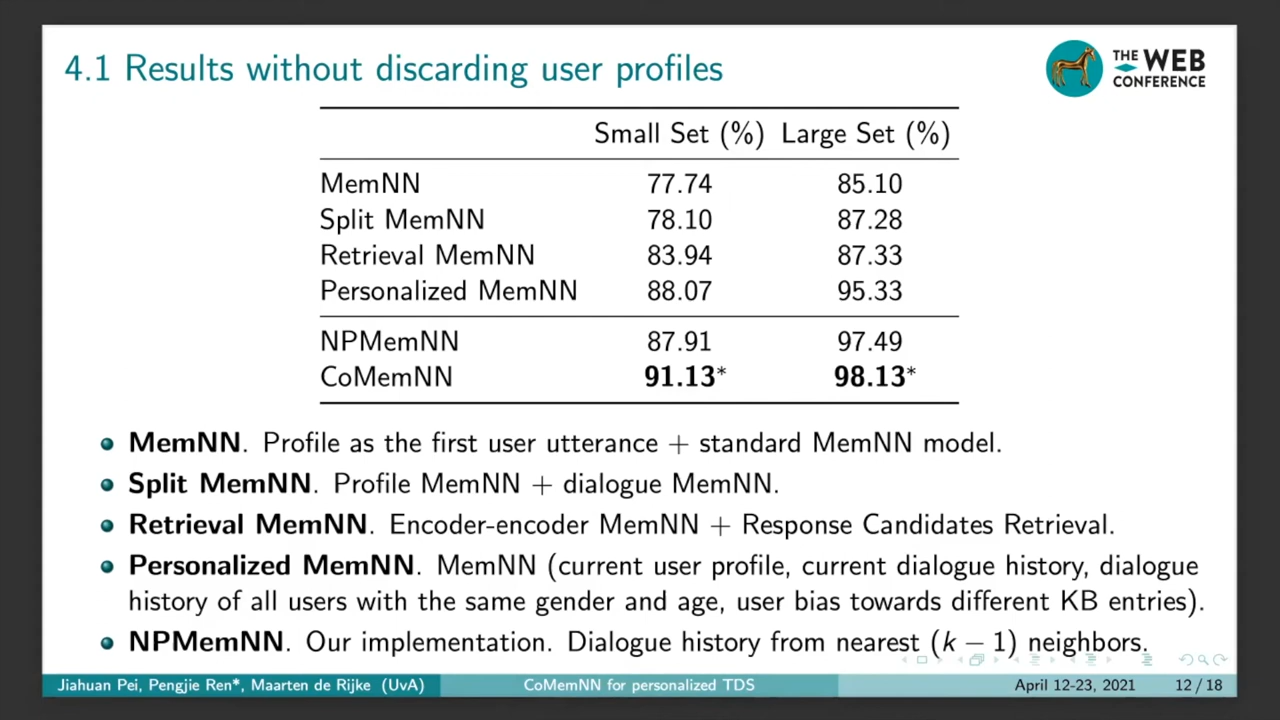 4.1 Results without discarding user profiles
THE WEB
CONFERENCE
Small Set (%) Large Set (%)
MemNN 77.74 85.10
Split MemNN 78.10 87.28
Retrieval MemNN 83.94 87.33
Personalized MemNN 88.07 95.33
NPMemNN 87.91 97.49
CoMemNN 91.13* 98.13*
MemNN. Profile as the first user utterance + standard MemNN model.
Split MemNN. Profile MemNN + dialogue MemNN.
Retrieval MemNN. Encoder-encoder MemNN + Response Candidates Retrieval.
Personalized MemNN. MemNN (current user profile, current dialogue history, dialogue
history of all users with the same gender and age, user bias towards different KB entries).
NPMemNN. Our implementation. Dialogue history from nearest (k − 1) neighbors.
Jiahuan Pei, Pengjie Ren*, Maarten de Rijke (UvA) CoMemNN for personalized TDS April 12-23, 2021 12 / 18